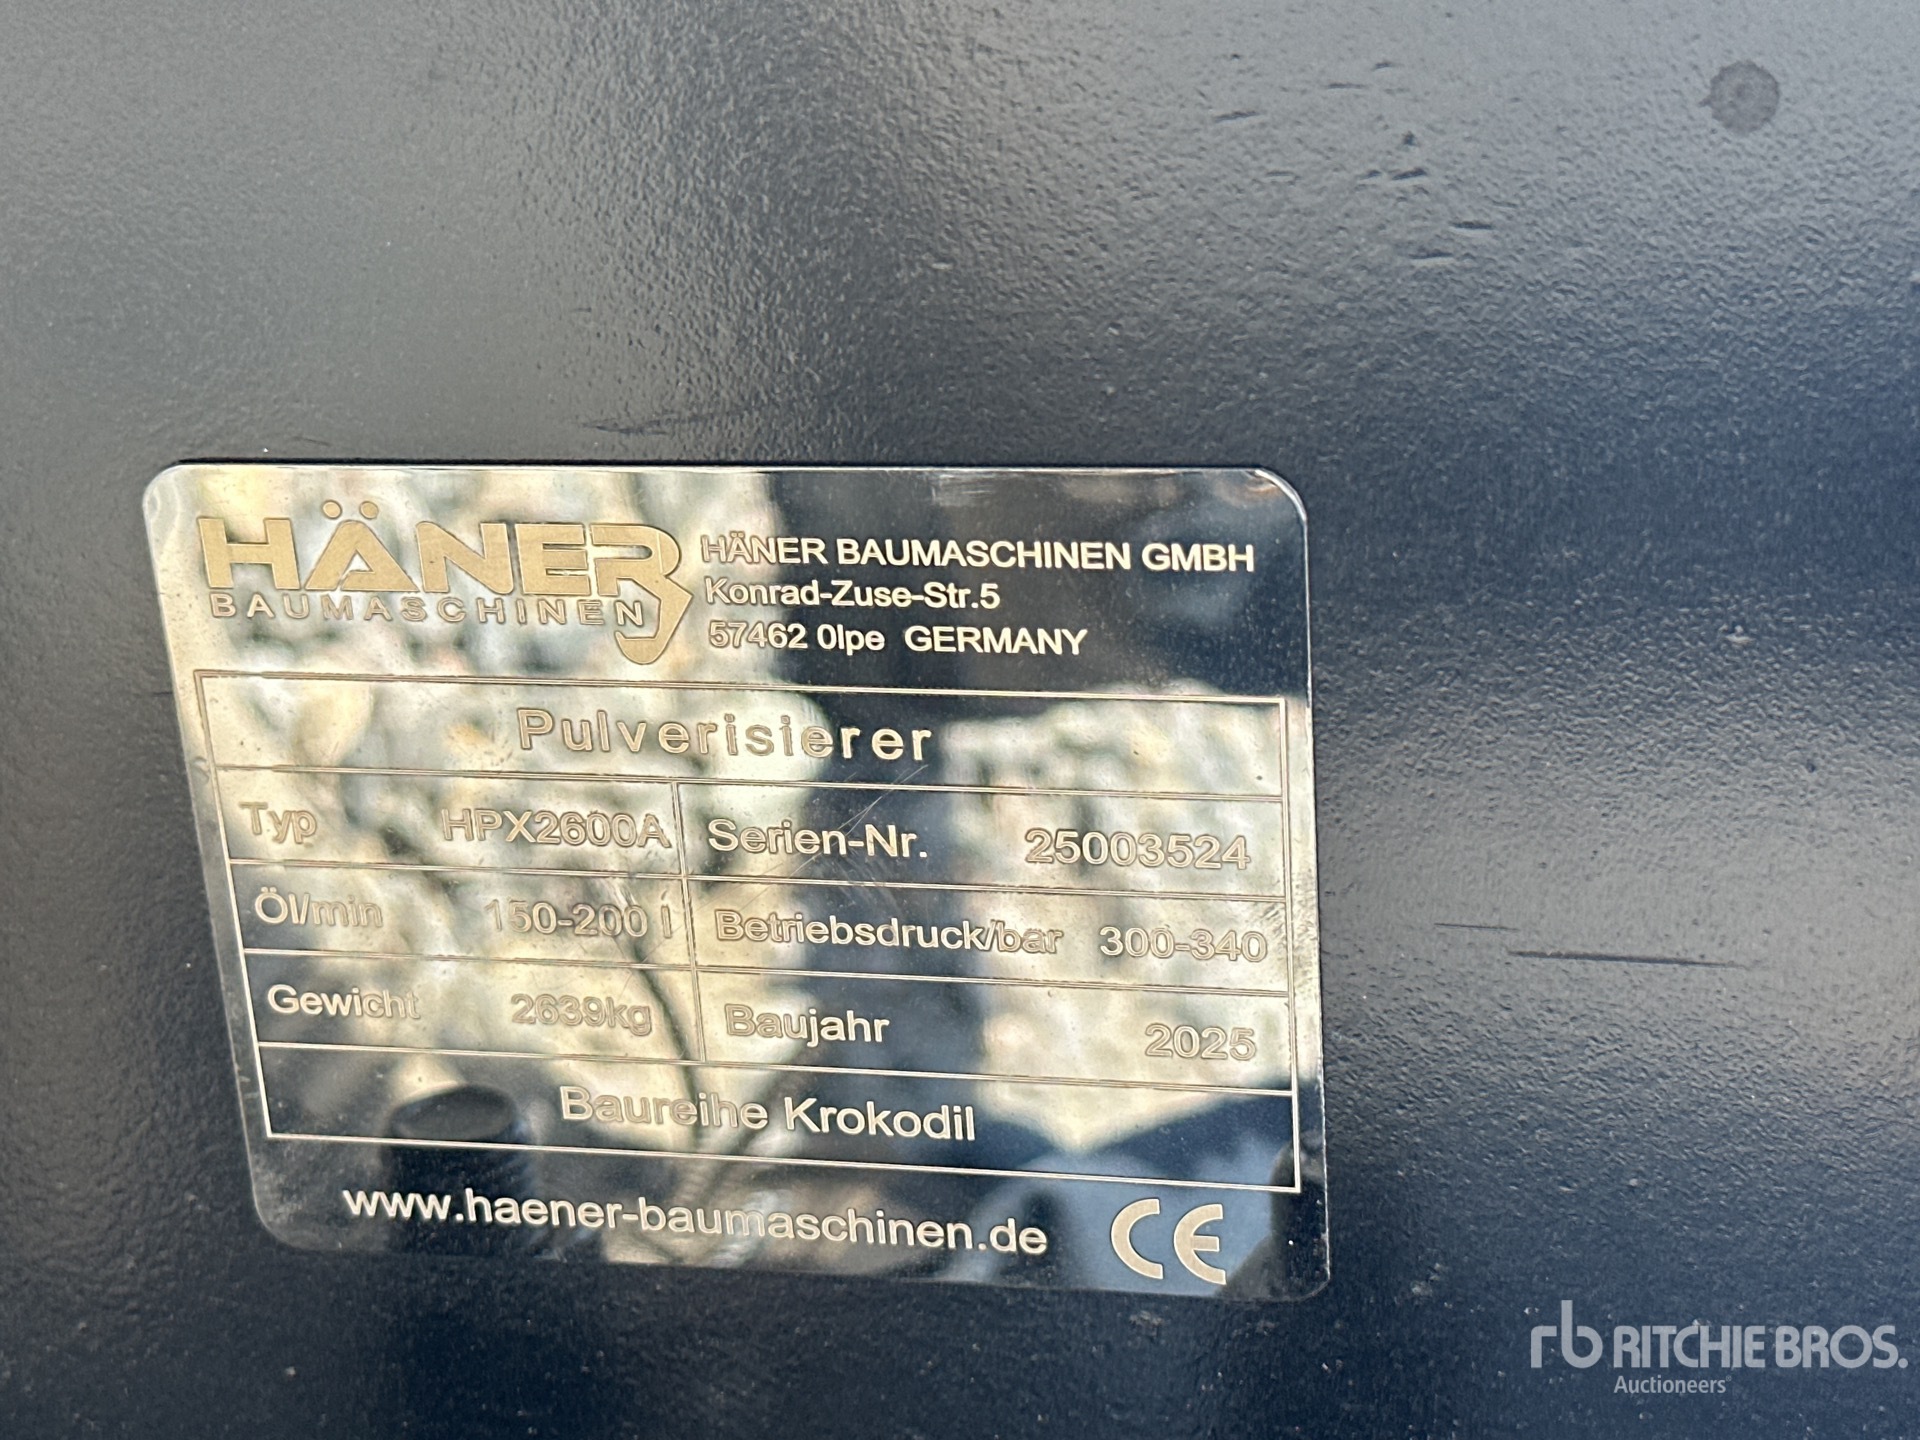 HÄNER
BAUMASCHINEN
HÄNER BAUMASCHINEN GMBH
Konrad-Zuse-Str.5
57462 Olpe GERMANY
Pulverisierer
Typ HPX2600A Serien-Nr. 25003524
Öl/min 150-200 l Betriebsdruck/bar 300-340
Gewicht 2639kg Baujahr 2025
Baureihe Krokodil
www.haener-baumaschinen.de CE
rb RITCHIE BROS.
Auctioneers